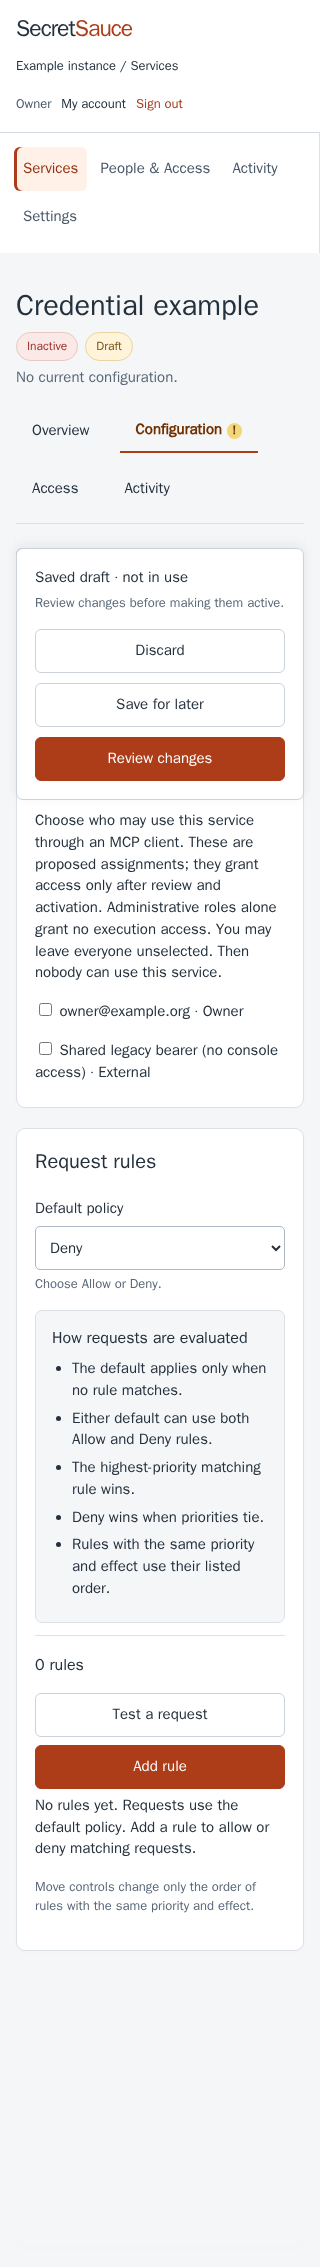 SecretSauce
Example instance / Services
Owner My account Sign out
Services People & Access Activity
Settings
Credential example
Inactive Draft
No current configuration.
Overview Configuration !
Access Activity
Saved draft · not in use
Review changes before making them active.
Discard
Save for later
Review changes
Choose who may use this service
through an MCP client. These are
proposed assignments; they grant
access only after review and
activation. Administrative roles alone
grant no execution access. You may
leave everyone unselected. Then
nobody can use this service.
owner@example.org · Owner
Shared legacy bearer (no console
access) · External
Request rules
Default policy
Deny
Choose Allow or Deny.
How requests are evaluated
• The default applies only when
no rule matches.
• Either default can use both
Allow and Deny rules.
• The highest-priority matching
rule wins.
• Deny wins when priorities tie.
• Rules with the same priority
and effect use their listed
order.
0 rules
Test a request
Add rule
No rules yet. Requests use the
default policy. Add a rule to allow or
deny matching requests.
Move controls change only the order of
rules with the same priority and effect.